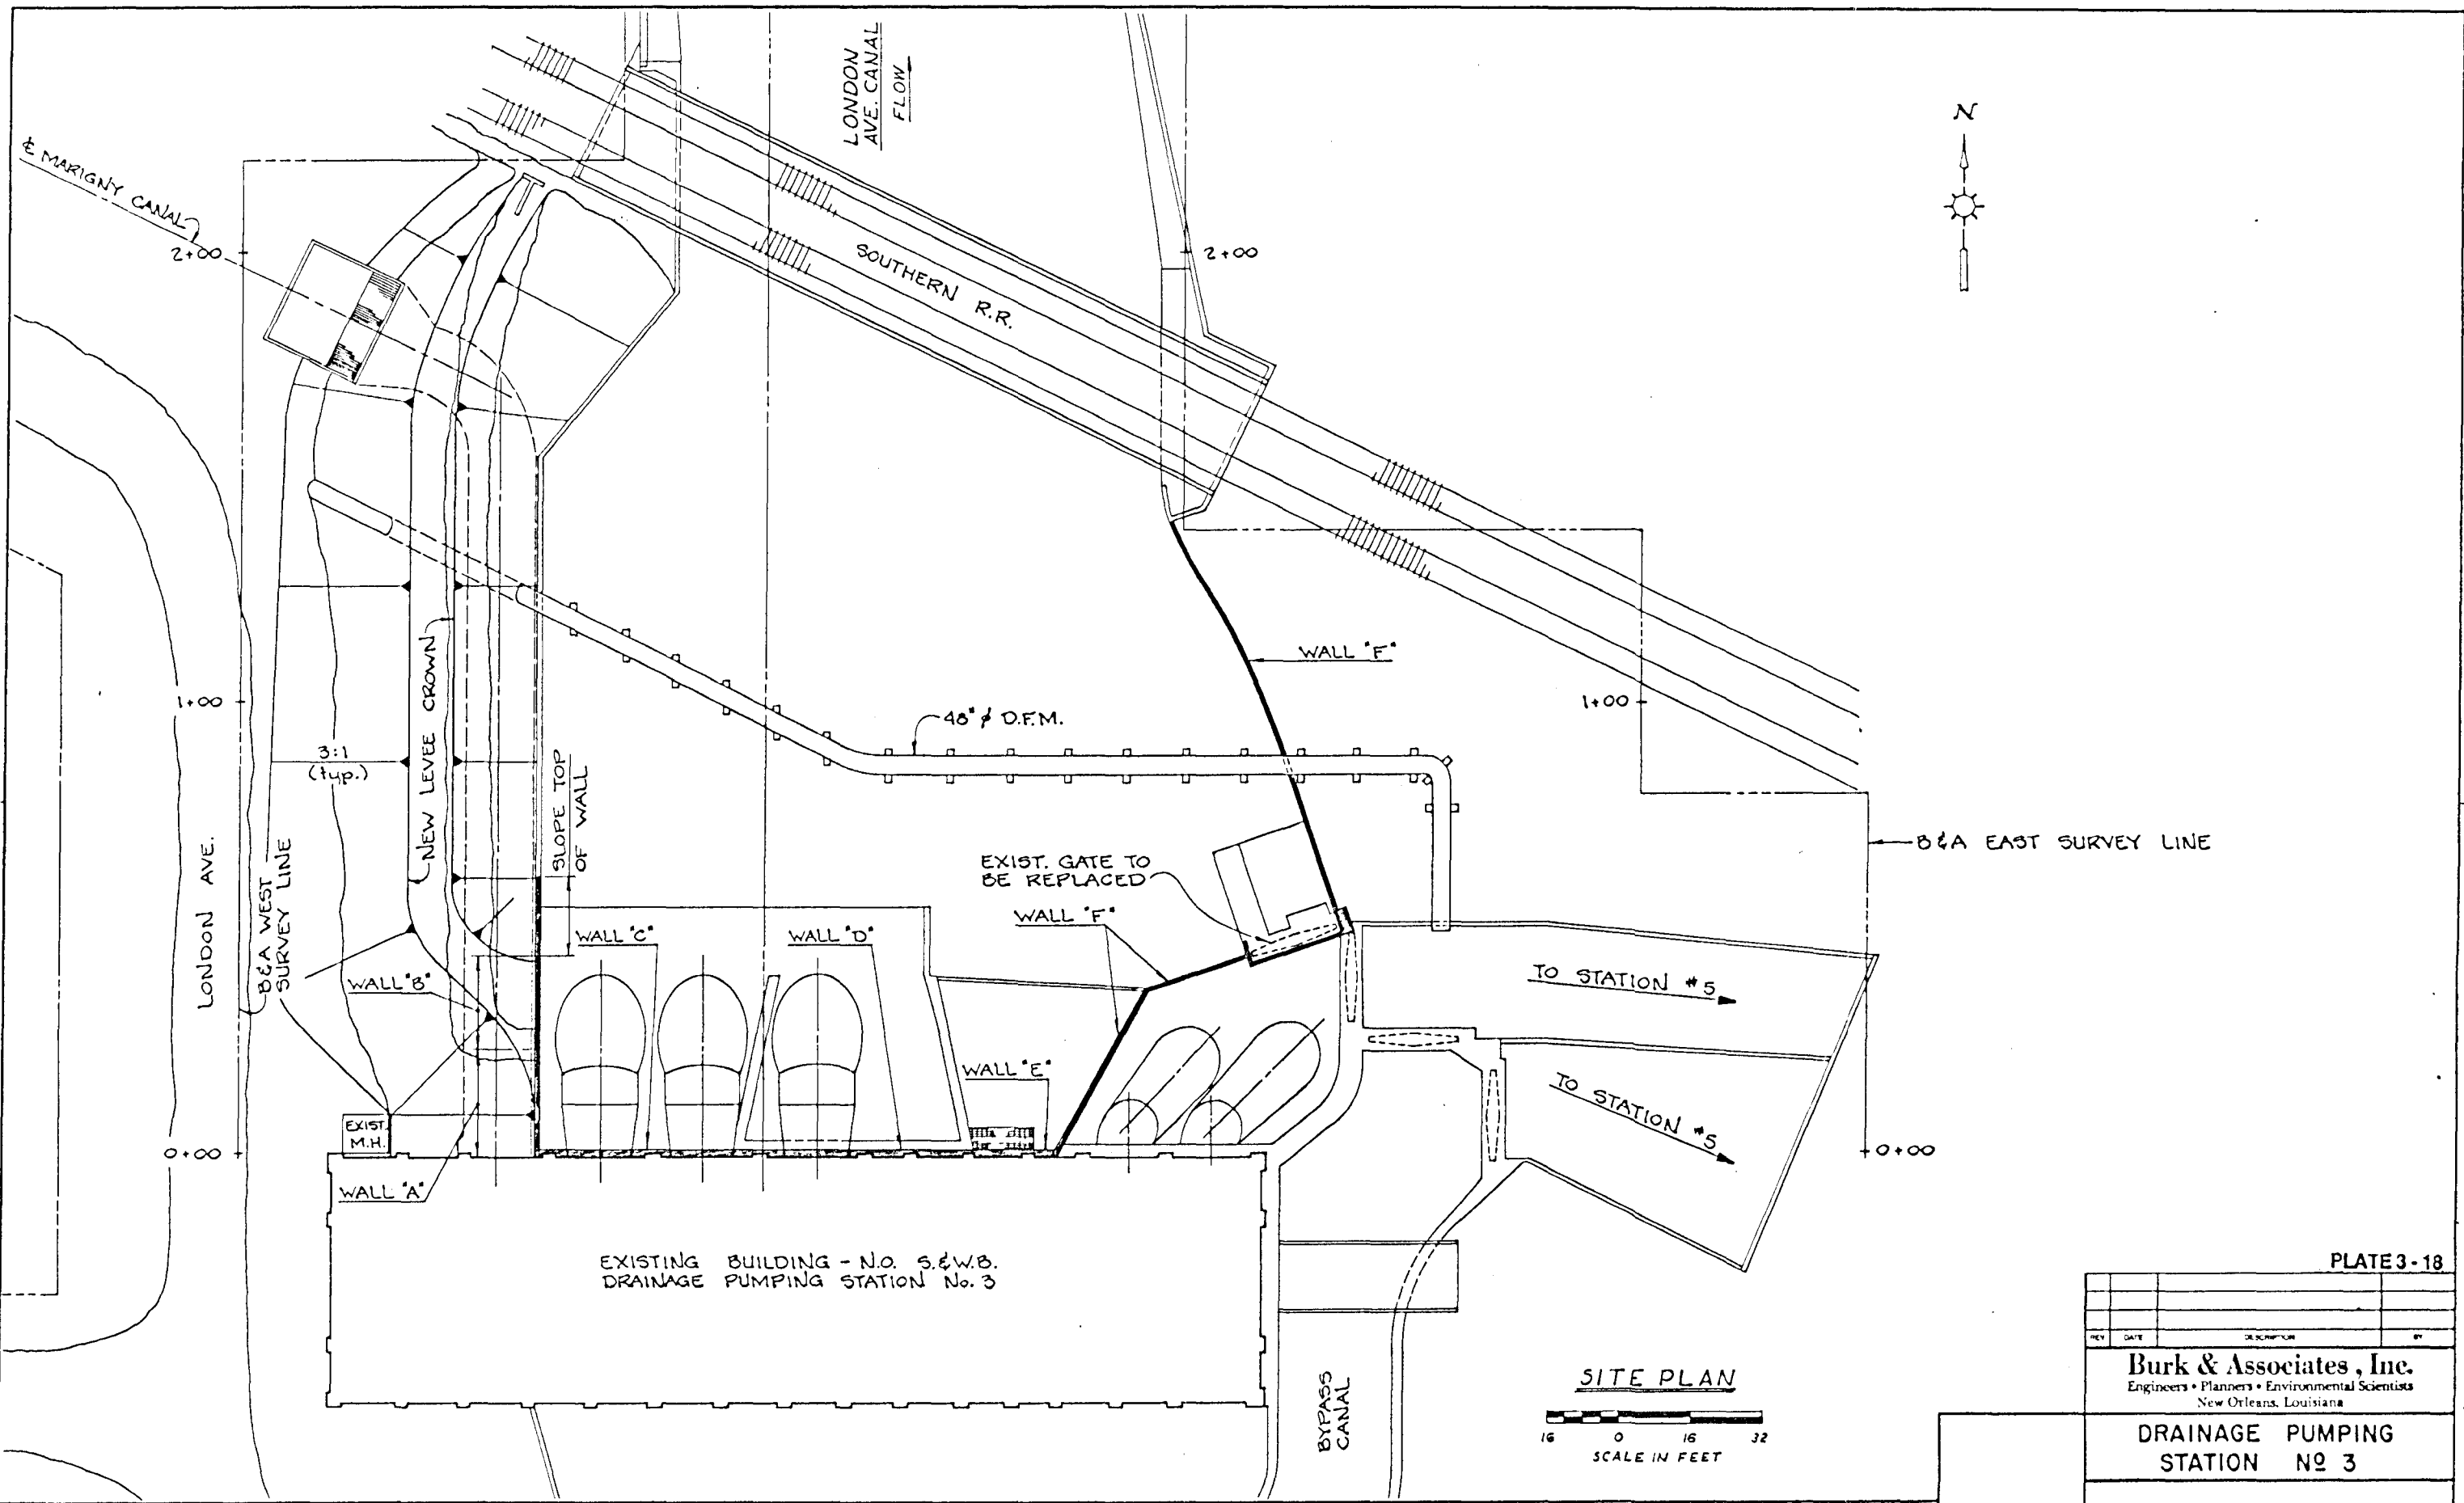 LONDON
AVE. CANAL
FLOW
N
℄ MARIGNY CANAL
2+00
2+00
SOUTHERN R.R.
WALL "F"
1+00
1+00
48" ϕ D.F.M.
3:1
(typ.)
NEW LEVEE CROWN
SLOPE TOP
OF WALL
LONDON AVE.
B&A WEST
SURVEY LINE
B&A EAST SURVEY LINE
EXIST. GATE TO
BE REPLACED
WALL "F"
WALL "C"
WALL "D"
WALL "B"
TO STATION #5
WALL "E"
TO STATION #5
EXIST.
M.H.
0+00
0+00
WALL "A"
EXISTING BUILDING - N.O. S.&W.B.
DRAINAGE PUMPING STATION No. 3
BYPASS
CANAL
SITE PLAN
16 0 16 32
SCALE IN FEET
PLATE 3-18
REV DATE DESCRIPTION BY
Burk & Associates, Inc.
Engineers • Planners • Environmental Scientists
New Orleans, Louisiana
DRAINAGE PUMPING
STATION Nº 3